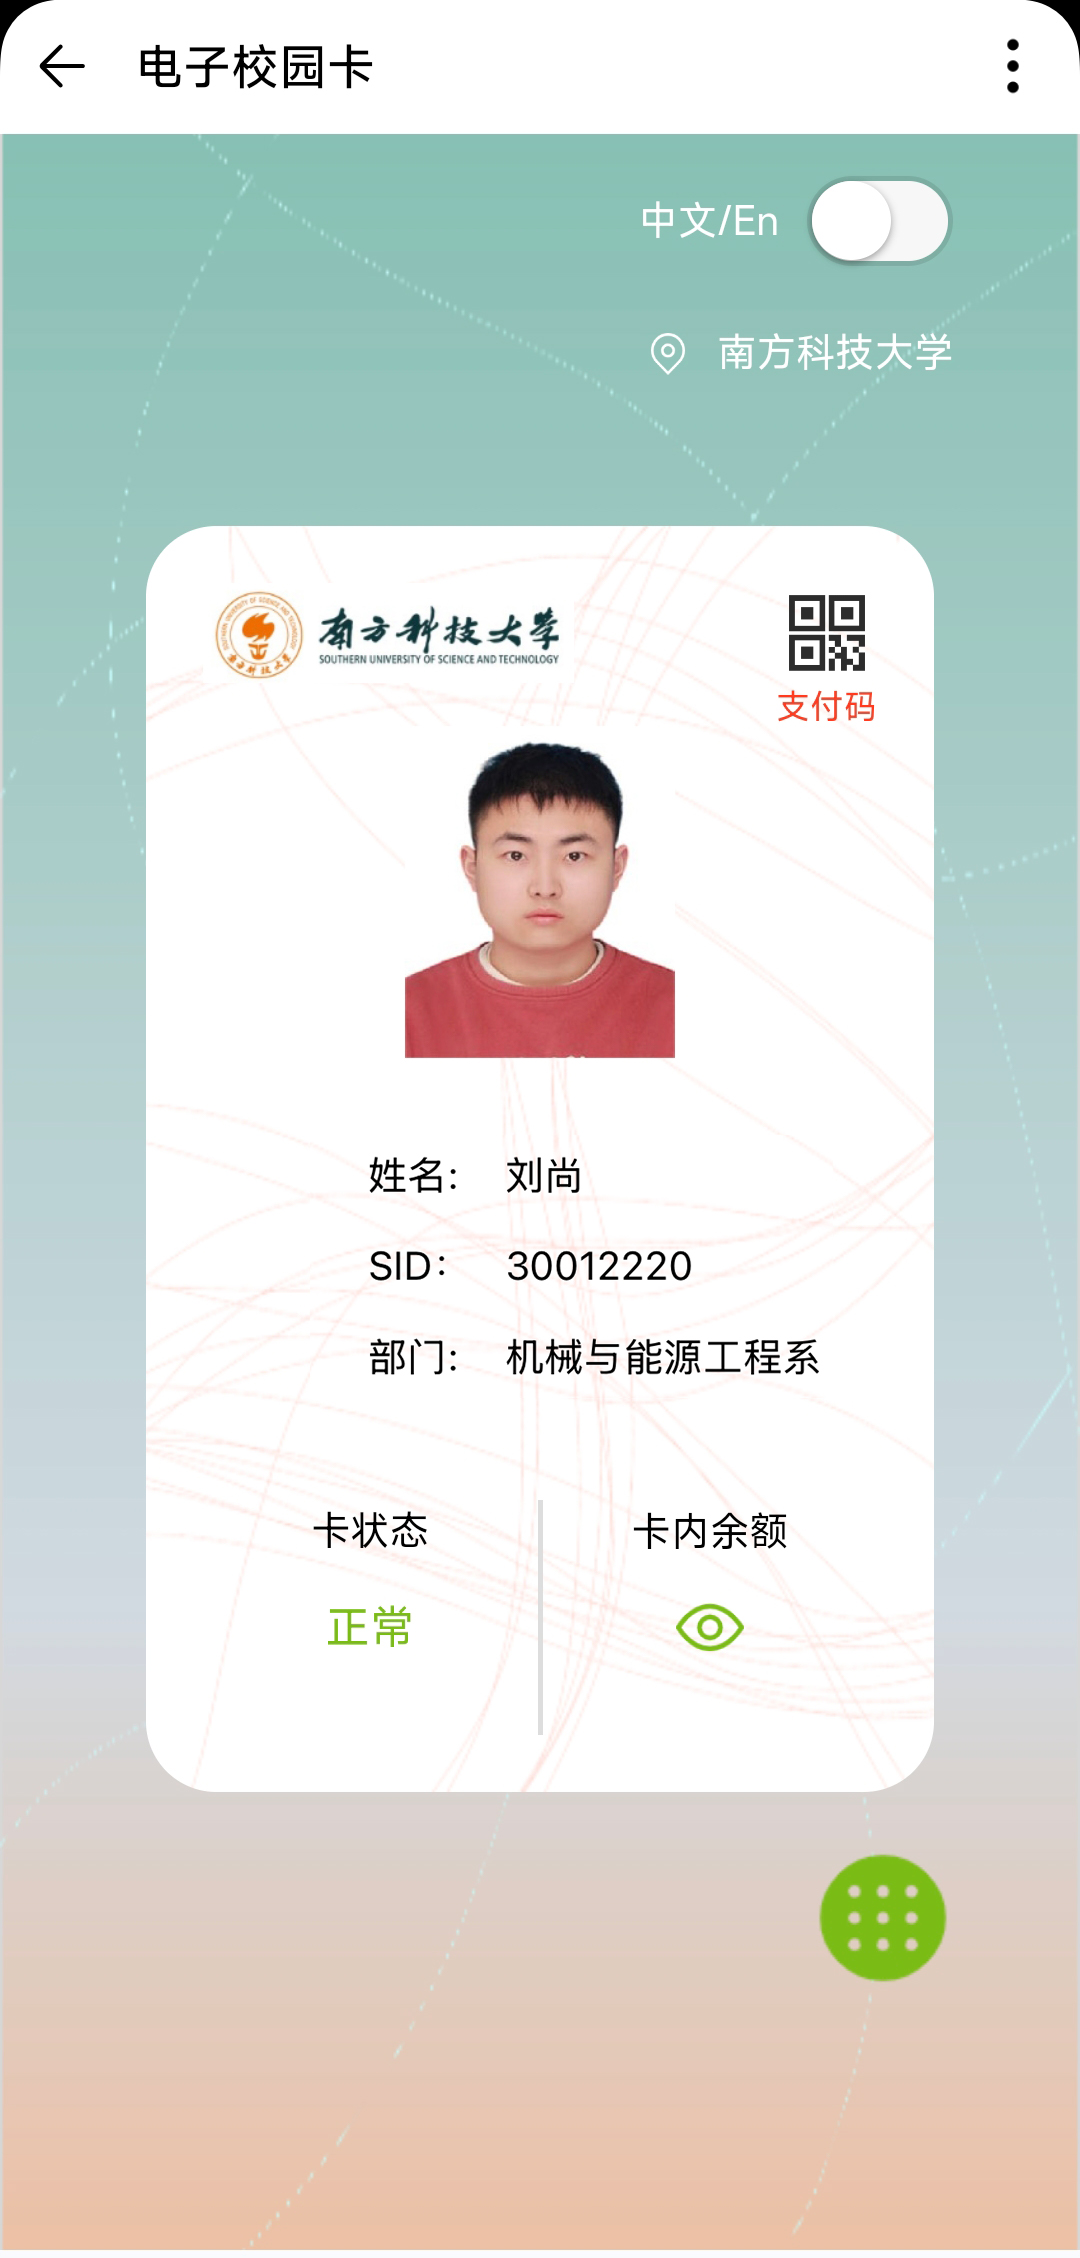 电子校园卡
中文/En
南方科技大学
南方科技大学
SOUTHERN UNIVERSITY OF SCIENCE AND TECHNOLOGY
支付码
姓名: 刘尚
SID: 30012220
部门: 机械与能源工程系
卡状态 卡内余额
正常